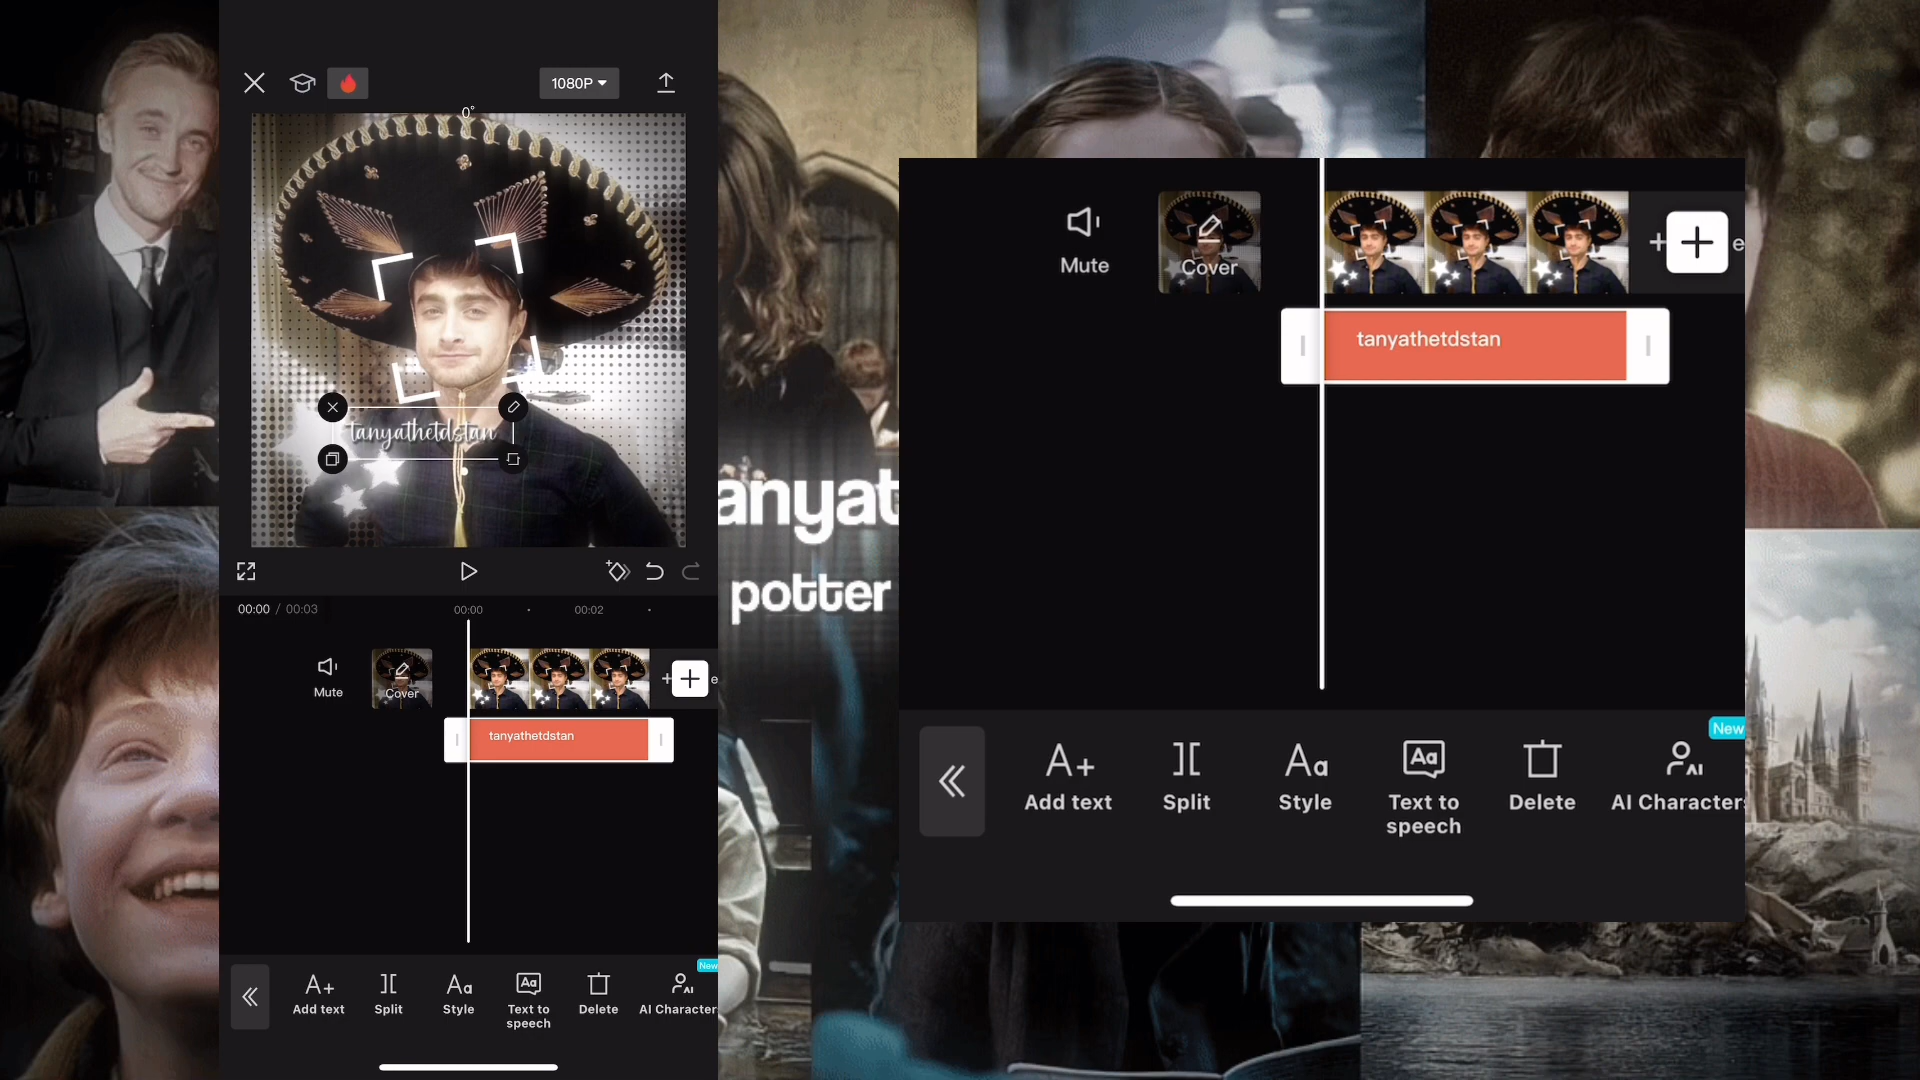 1080P
0°
tanyathetdstan
00:00 / 00:03
00:00
00:02
Mute
Cover
+
e
tanyathetdstan
New
Add text
Split
Style
Text to
speech
Delete
AI Character
anyat
potter
Mute
Cover
+
e
tanyathetdstan
New
Add text
Split
Style
Text to
speech
Delete
AI Characters